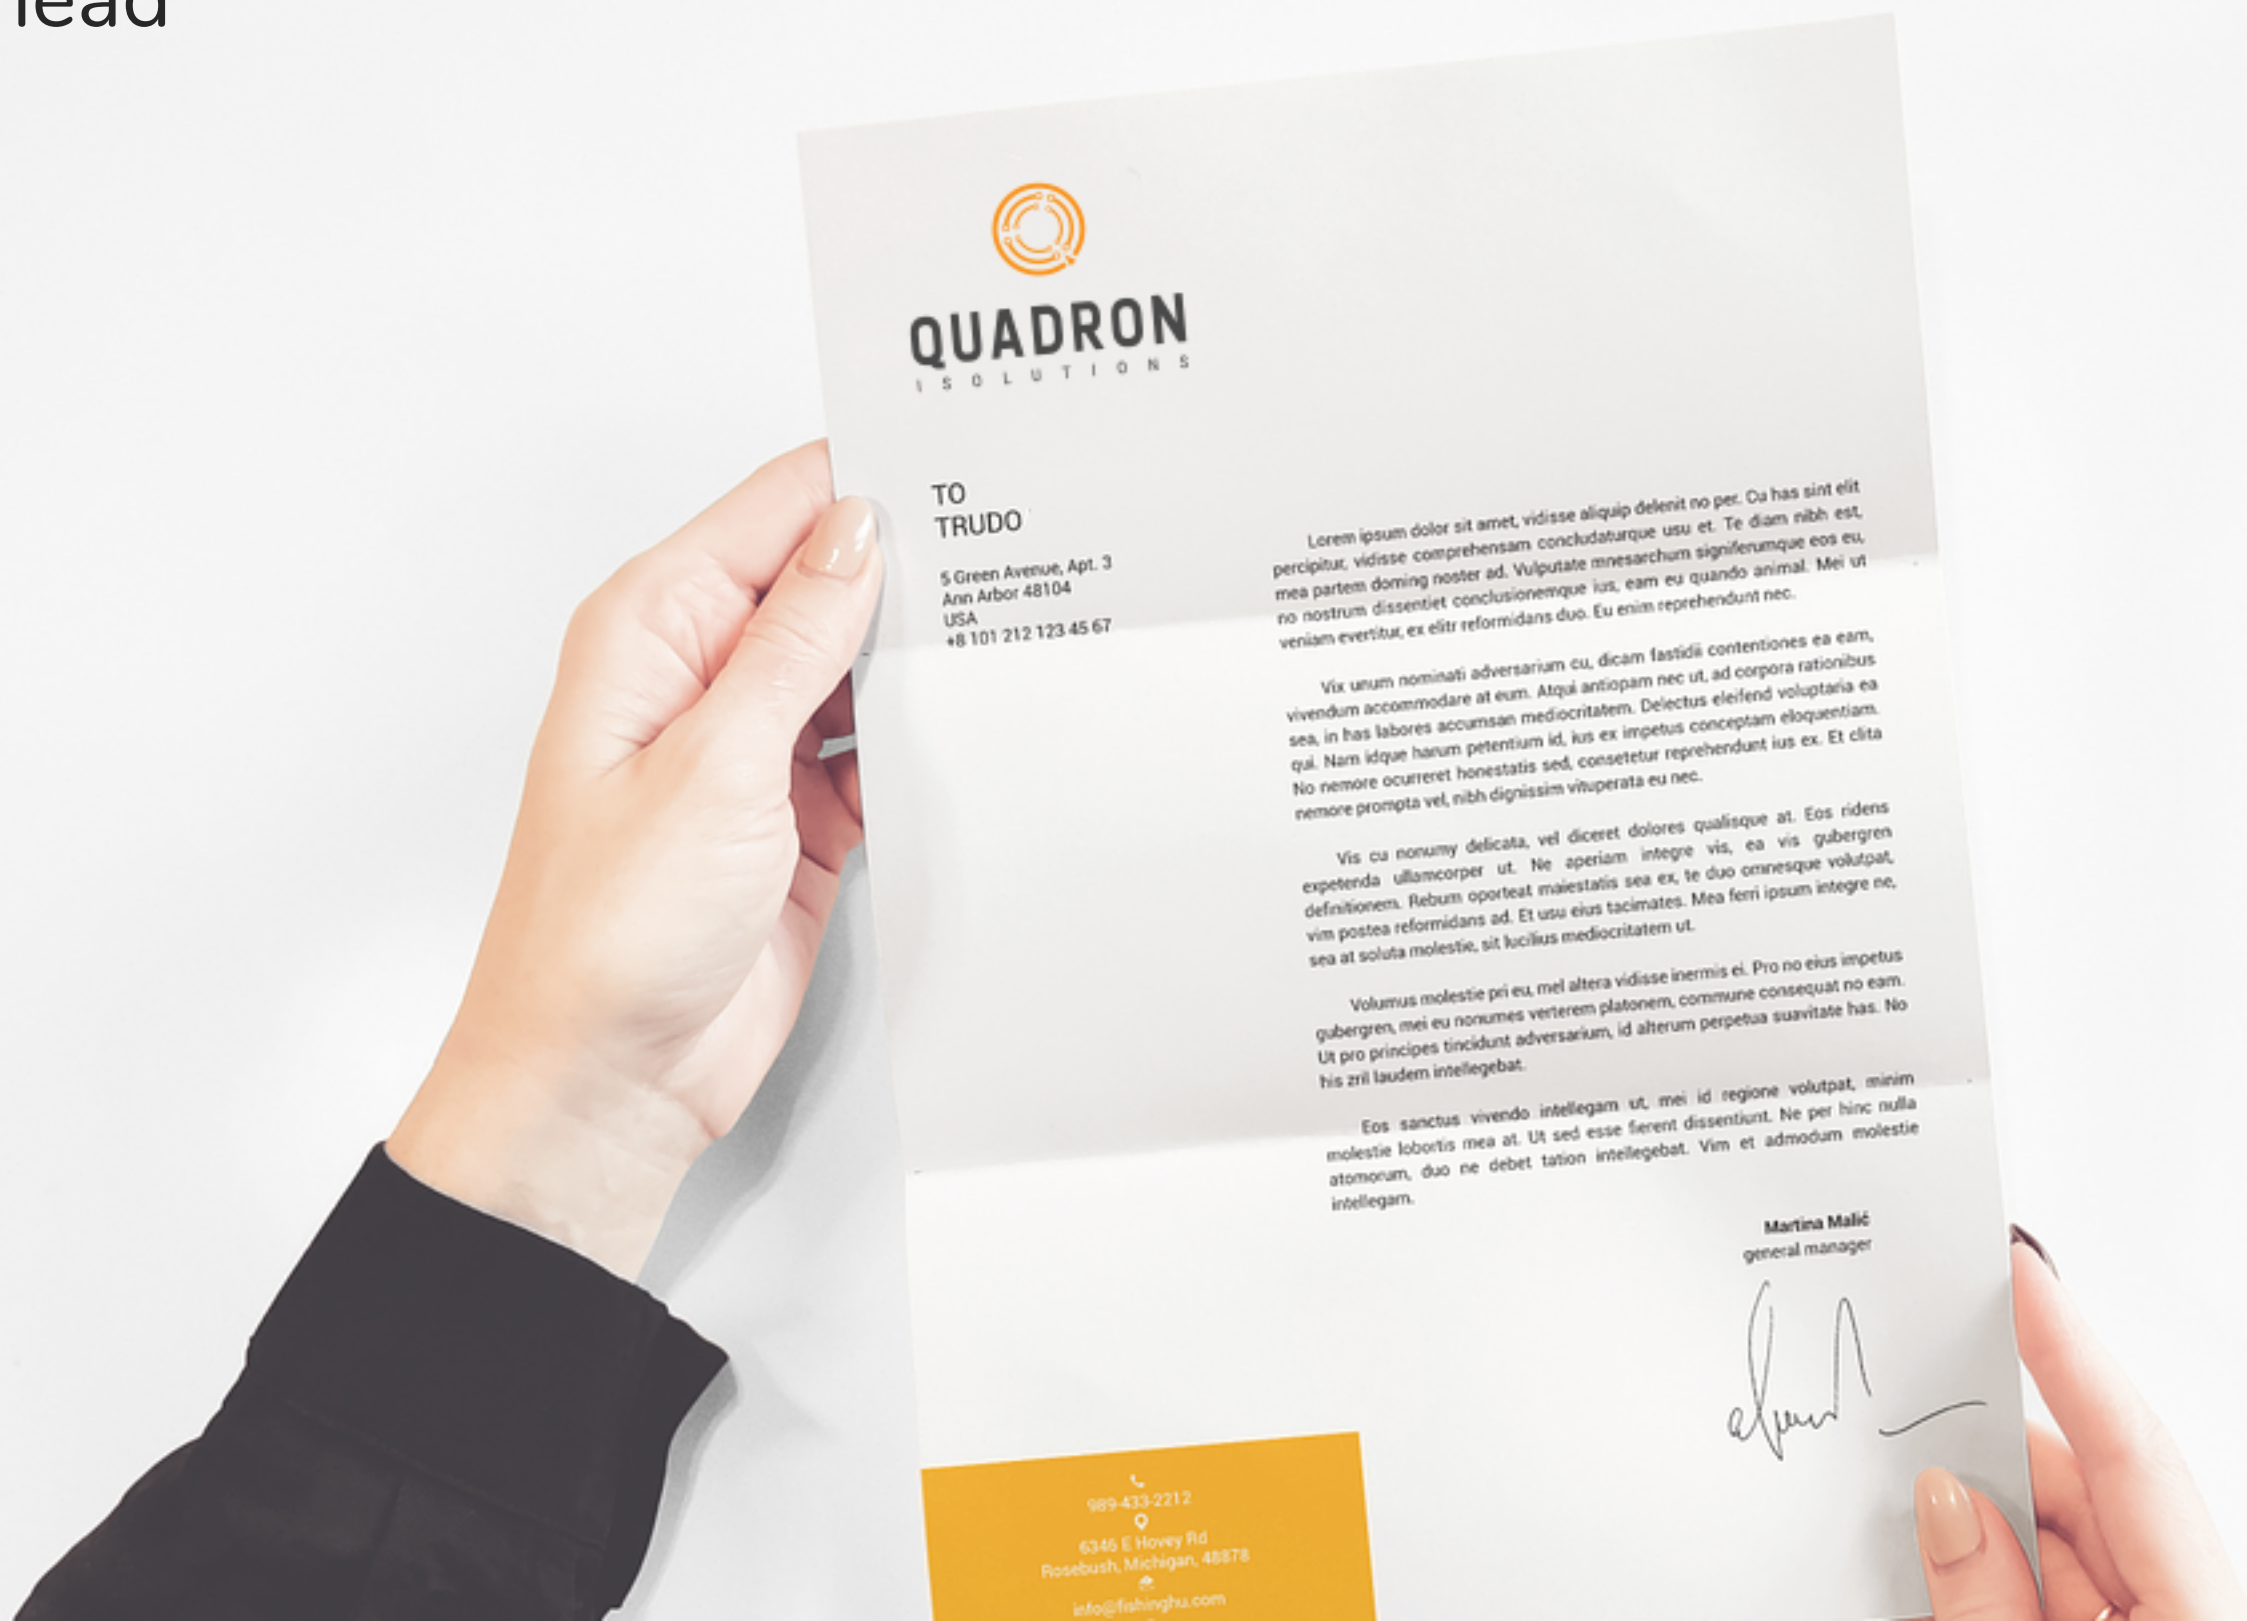 lead
QUADRON
ISOLUTIONS
TO
TRUDO
5 Green Avenue, Apt. 3
Ann Arbor 48104
USA
+8 101 212 123 45 67
Lorem ipsum dolor sit amet, vidisse aliquip delenit no per. Cu has sint elit
percipitur, vidisse comprehensam concludaturque usu et. Te diam nibh est,
mea partem doming noster ad. Vulputate mnesarchum signiferumque eos eu,
no nostrum dissentiet conclusionemque ius, eam eu quando animal. Mei ut
veniam evertitur, ex elitr reformidans duo. Eu enim reprehendunt nec.
Vix unum nominati adversarium cu, dicam fastidii contentiones ea eam,
vivendum accommodare at eum. Atqui antiopam nec ut, ad corpora rationibus
sea, in has labores accumsan mediocritatem. Delectus eleifend voluptaria ea
qui. Nam idque harum petentium id, ius ex impetus conceptam eloquentiam.
No nemore ocurreret honestatis sed, consetetur reprehendunt ius ex. Et clita
nemore prompta vel, nibh dignissim vituperata eu nec.
Vis cu nonumy delicata, vel diceret dolores qualisque at. Eos ridens
expetenda ullamcorper ut. Ne aperiam integre vis, ea vis gubergren
definitionem. Rebum oporteat maiestatis sea ex, te duo omnesque volutpat,
vim postea reformidans ad. Et usu eius tacimates. Mea ferri ipsum integre ne,
sea at soluta molestie, sit lucilius mediocritatem ut.
Volumus molestie pri eu, mel altera vidisse inermis ei. Pro no eius impetus
gubergren, mei eu nonumes verterem platonem, commune consequat no eam.
Ut pro principes tincidunt adversarium, id alterum perpetua suavitate has. No
his zril laudem intellegebat.
Eos sanctus vivendo intellegam ut, mei id regione volutpat, minim
molestie lobortis mea at. Ut sed esse fierent dissentiunt. Ne per hinc nulla
atomorum, duo ne debet tation intellegebat. Vim et admodum molestie
intellegam.
Martina Malić
general manager
989-433-2212
6346 E Hovey Rd
Rosebush, Michigan, 48878
info@fishinghu.com